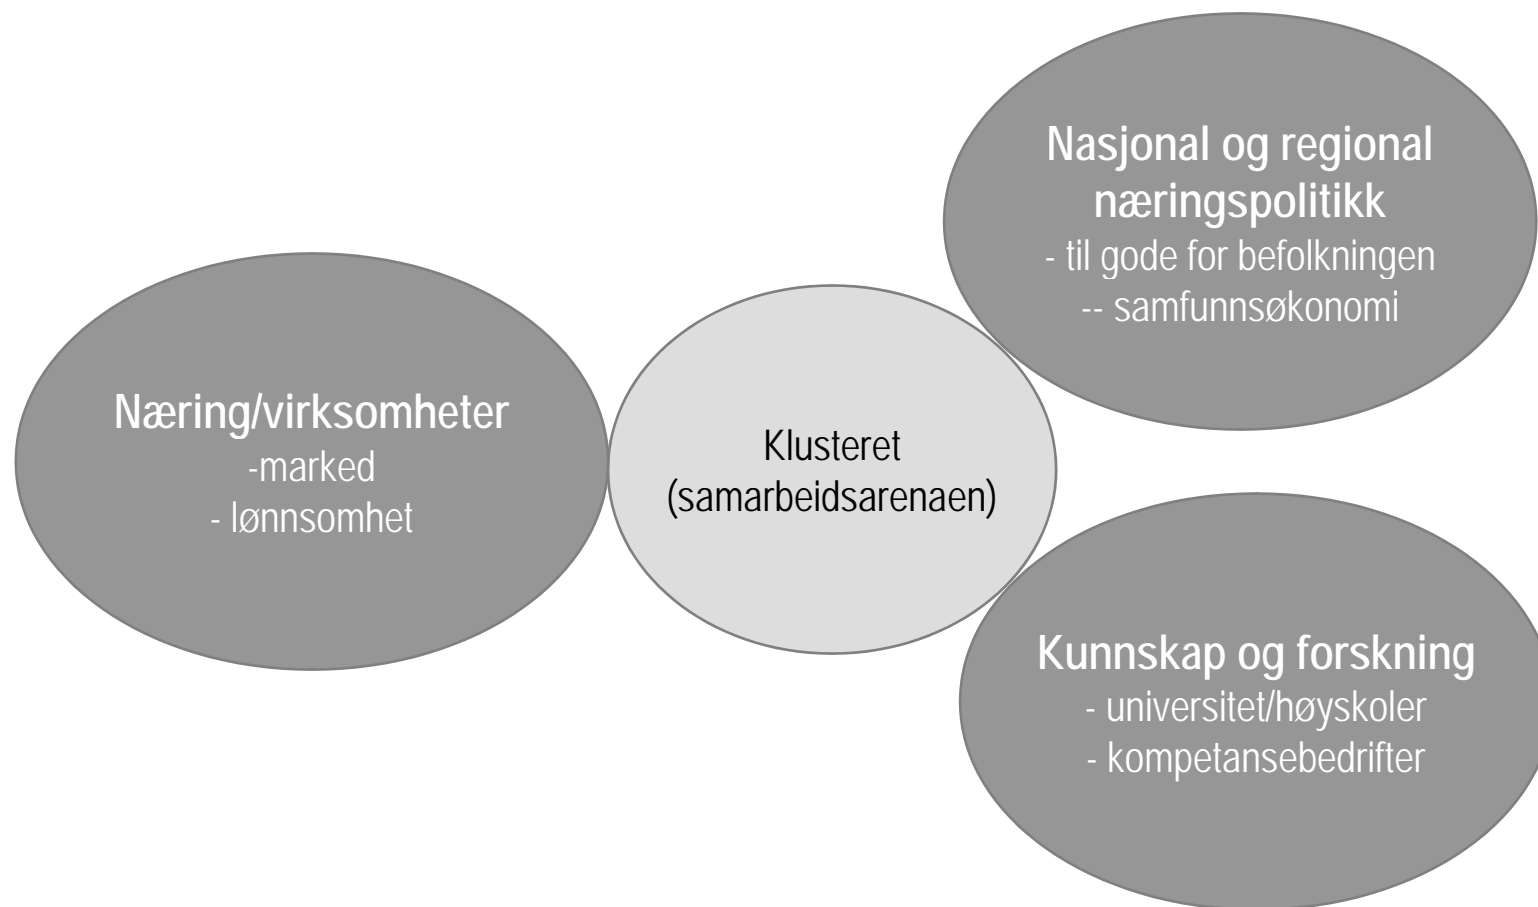 Nasjonal og regional
næringspolitikk
- til gode for befolkningen
-- samfunnsøkonomi
Næring/virksomheter
-marked
- lønnsomhet
Klusteret
(samarbeidsarenaen)
Kunnskap og forskning
- universitet/høyskoler
- kompetansebedrifter